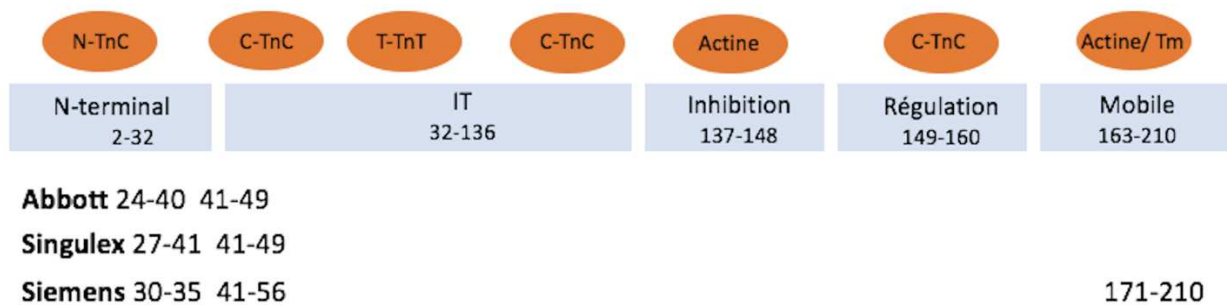 N-TnC C-TnC T-TnT C-TnC Actine C-TnC Actine/ Tm
N-terminal IT Inhibition Régulation Mobile
2-32 32-136 137-148 149-160 163-210
Abbott 24-40 41-49
Singulex 27-41 41-49
Siemens 30-35 41-56 171-210